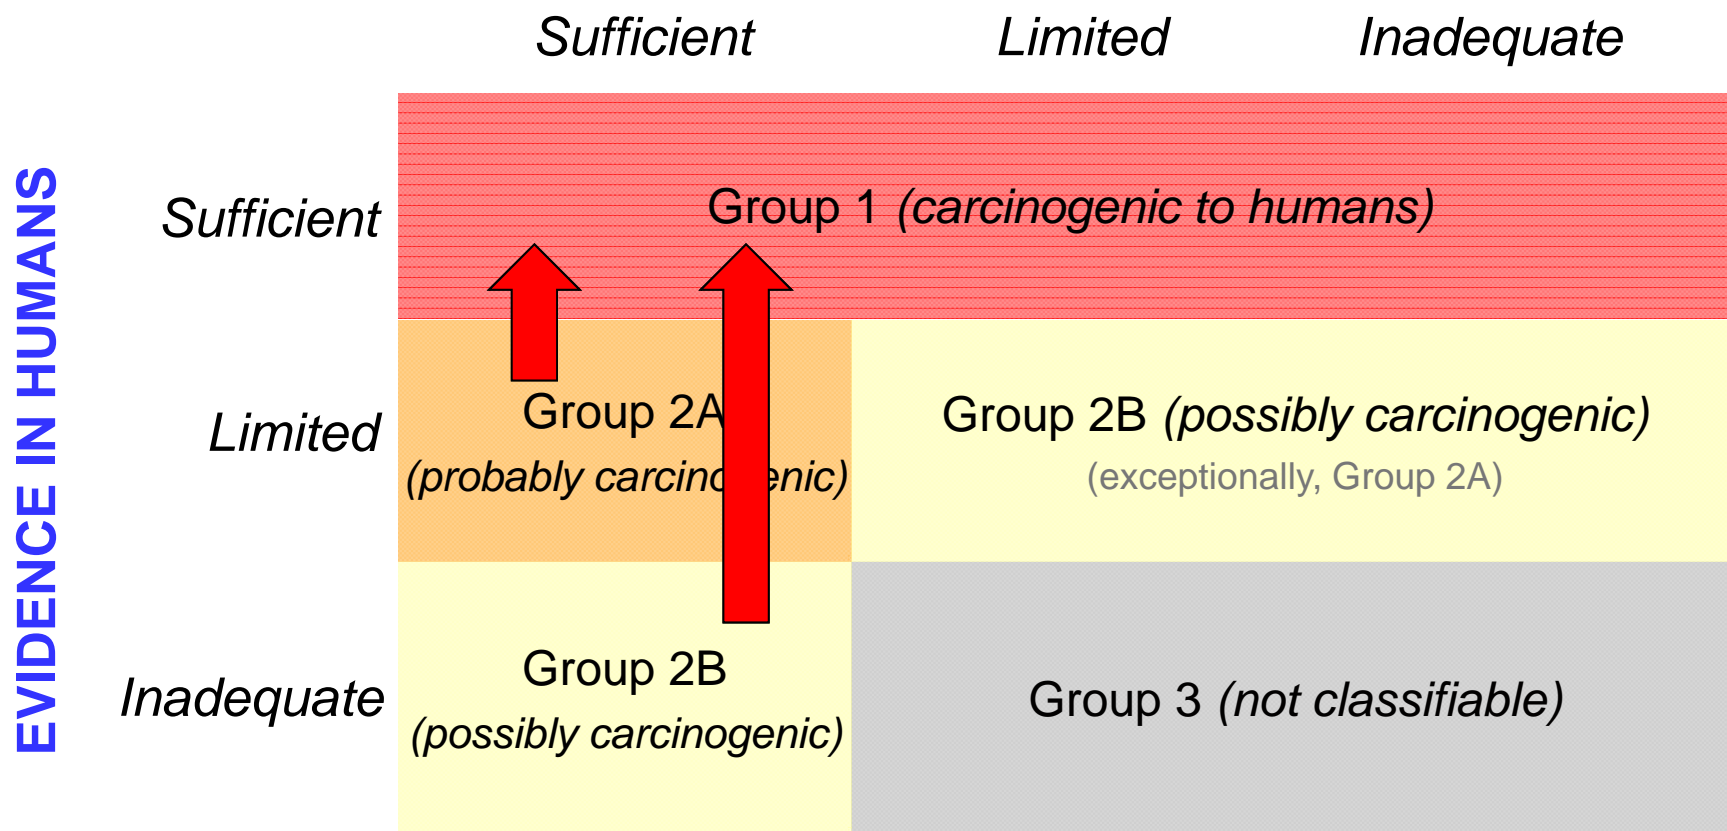 Sufficient Limited Inadequate
EVIDENCE IN HUMANS
Sufficient
Group 1 (carcinogenic to humans)
Limited
Group 2A
(probably carcinogenic)
Group 2B (possibly carcinogenic)
(exceptionally, Group 2A)
Inadequate
Group 2B
(possibly carcinogenic)
Group 3 (not classifiable)